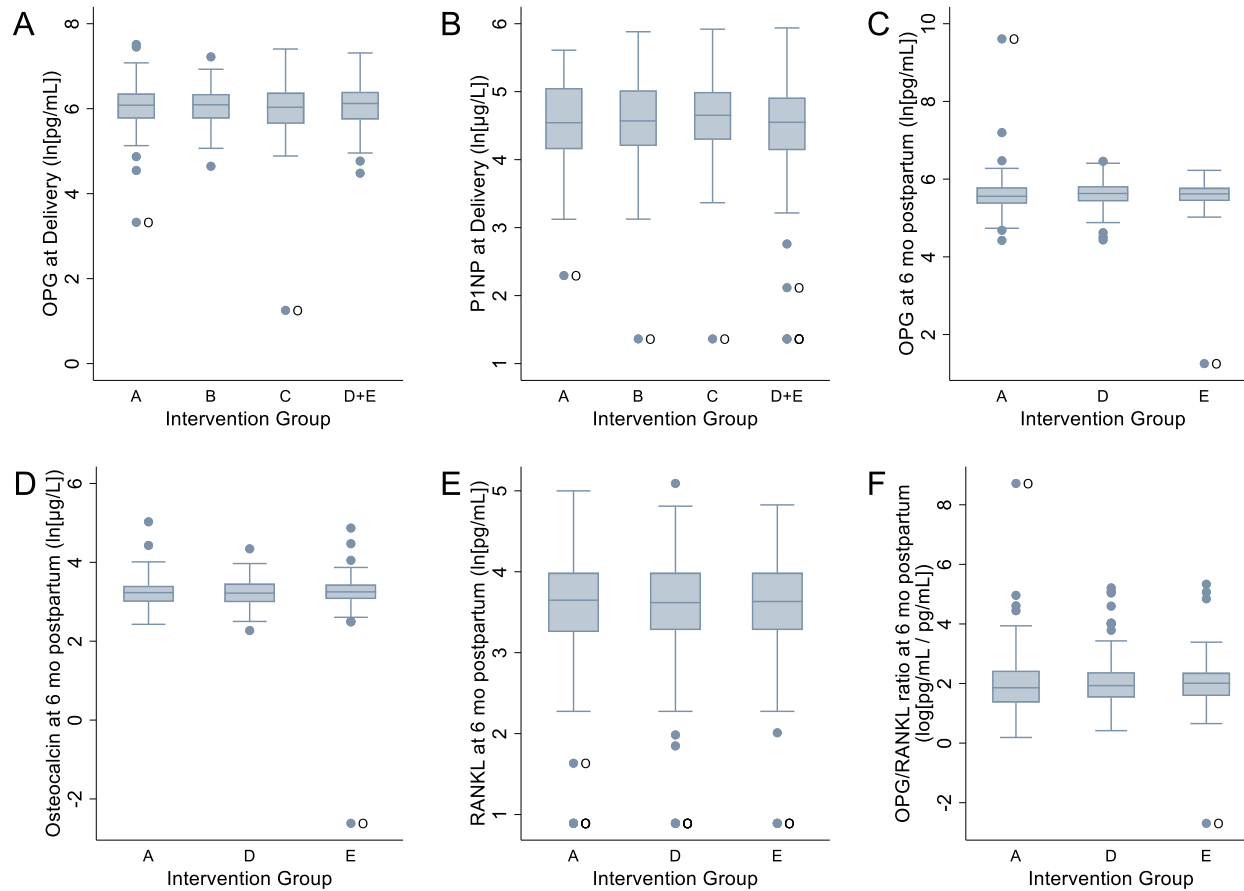 A
OPG at Delivery (ln[pg/mL])
8
6
4
2
0
O
O
A B C D+E
Intervention Group
B
P1NP at Delivery (ln[µg/L])
6
5
4
3
2
1
O
O
O
O
O
A B C D+E
Intervention Group
C
OPG at 6 mo postpartum (ln[pg/mL])
10
8
6
4
2
O
O
A D E
Intervention Group
D
Osteocalcin at 6 mo postpartum (ln[µg/L])
6
4
2
0
-2
O
A D E
Intervention Group
E
RANKL at 6 mo postpartum (ln[pg/mL])
5
4
3
2
1
O
O
O
O
A D E
Intervention Group
F
OPG/RANKL ratio at 6 mo postpartum
(log[pg/mL / pg/mL])
8
6
4
2
0
-2
O
O
A D E
Intervention Group